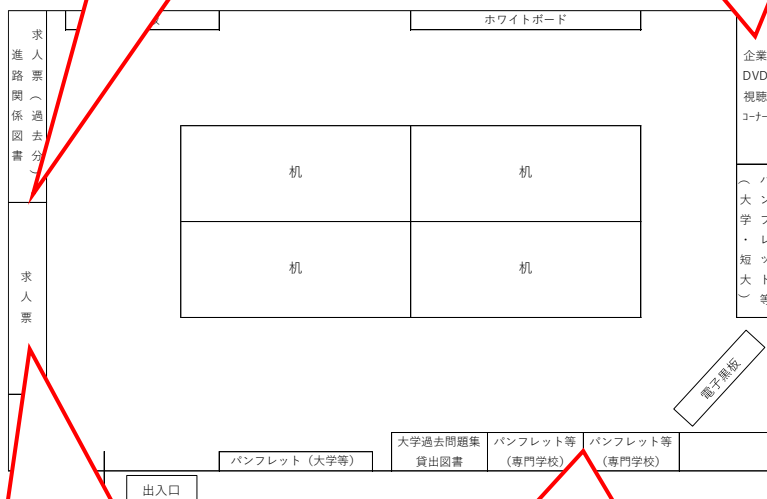 ホワイトボード
求人票（過去分）
進路関係図書
企業
DVD
視聴
コーナー
机
机
パンフレット等
（大学・短大）
机
机
求人票
電子黒板
大学過去問題集
貸出図書
パンフレット等
（専門学校）
パンフレット等
（専門学校）
パンフレット（大学等）
出入口